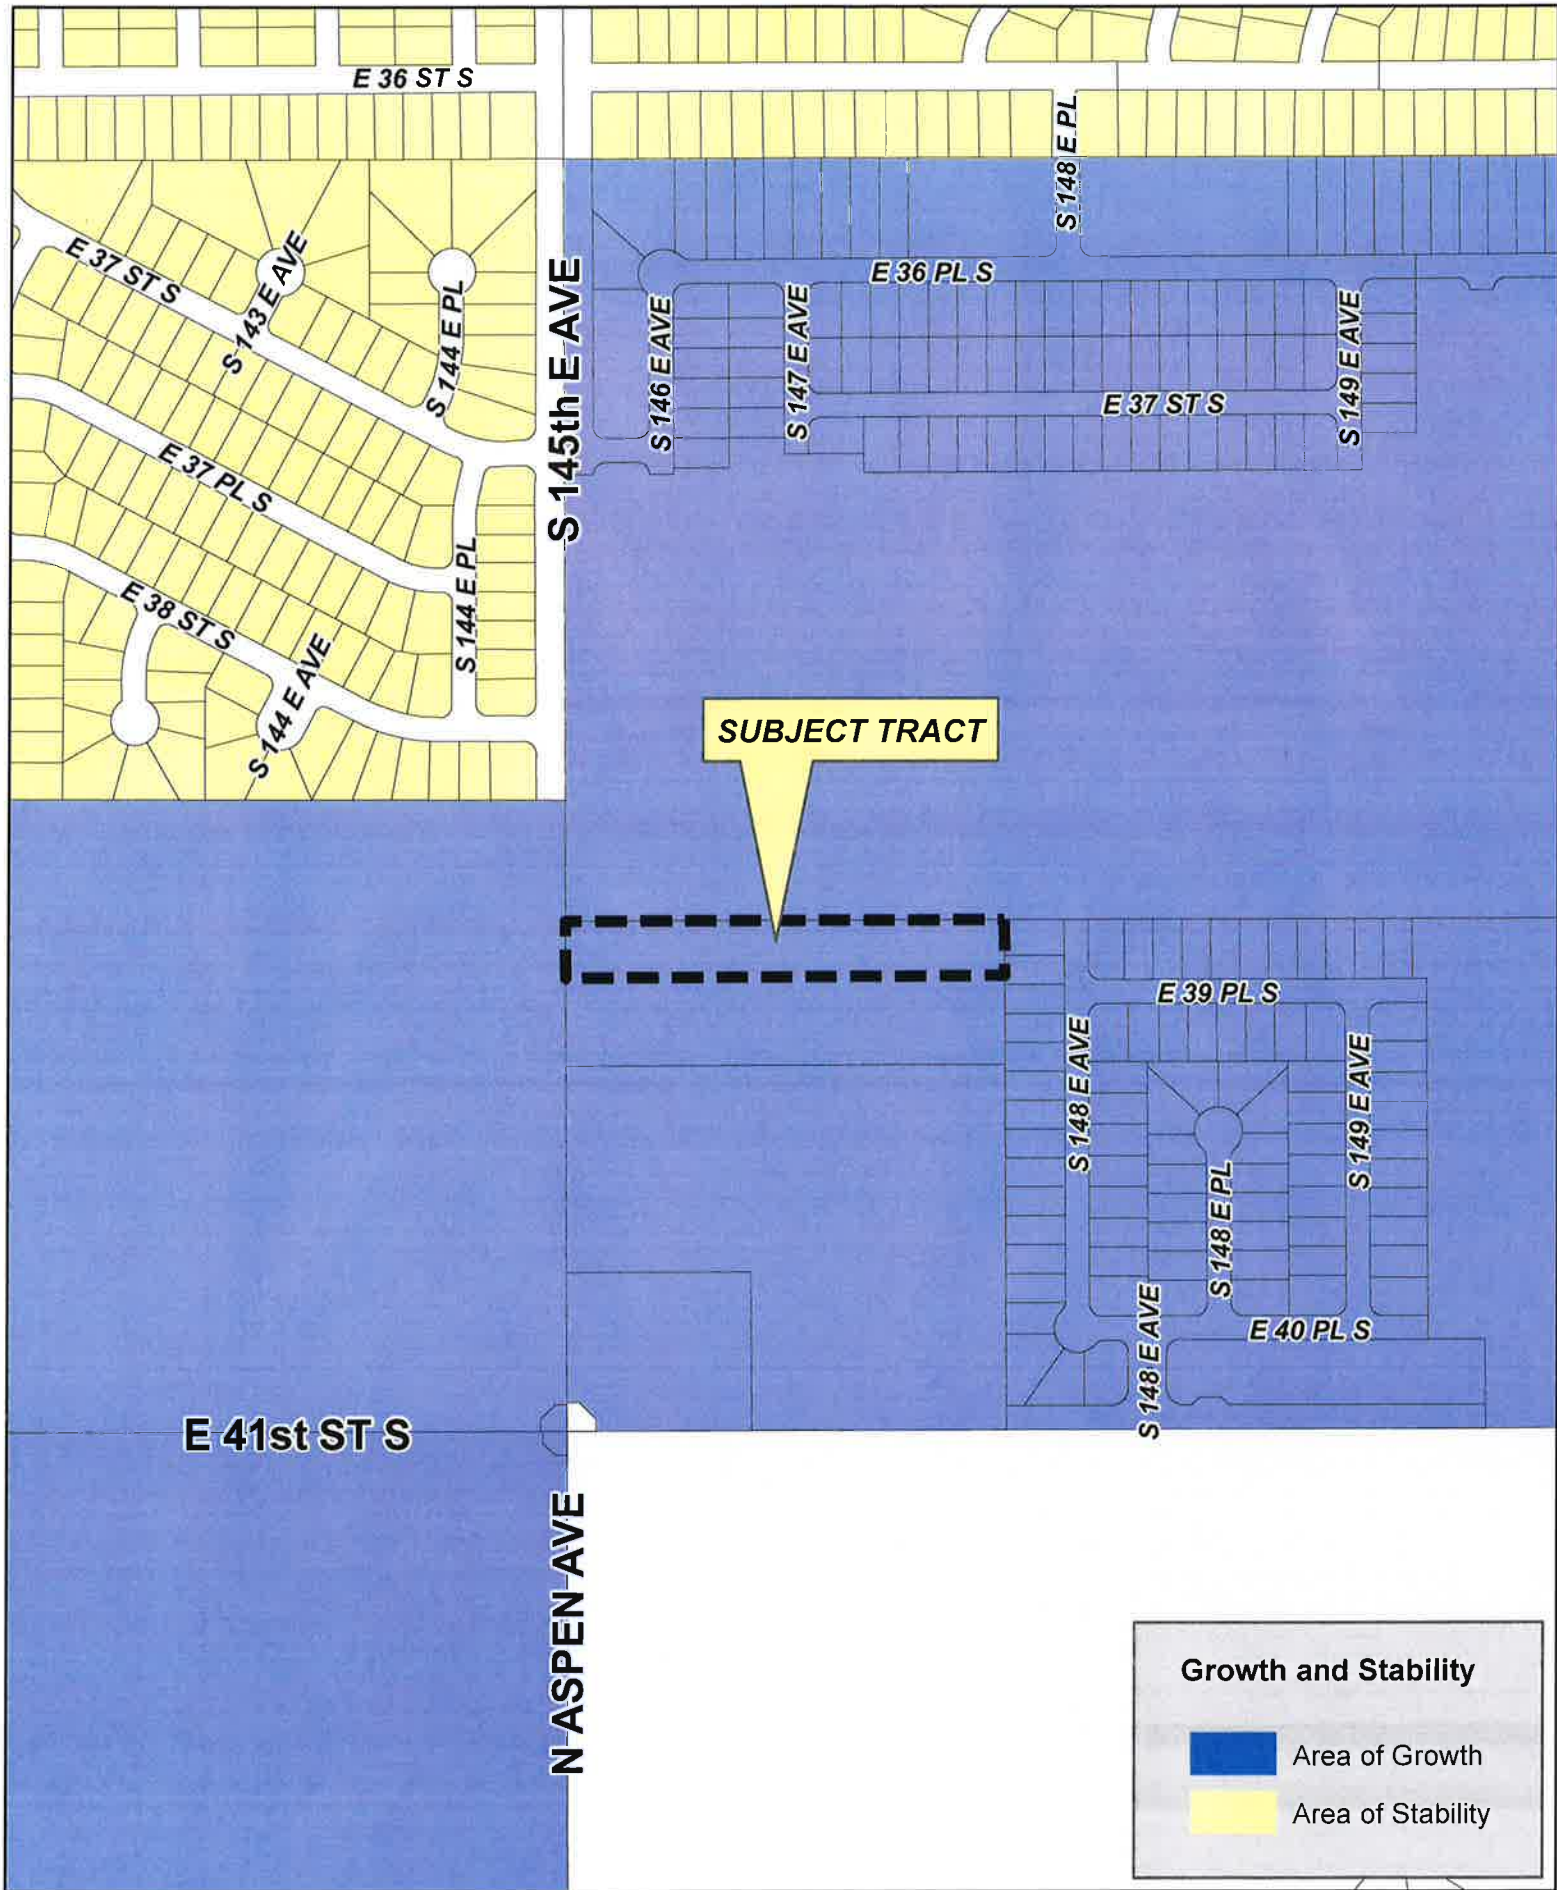 E 36 ST S
S 148 E PL
E 37 ST S
S 143 E AVE
S 144 E PL
S 145th E AVE
E 36 PL S
S 146 E AVE
S 147 E AVE
S 149 E AVE
E 37 ST S
E 37 PL S
S 144 E PL
E 38 ST S
S 144 E AVE
SUBJECT TRACT
E 39 PL S
S 148 E AVE
S 149 E AVE
S 148 E PL
S 148 E AVE
E 40 PL S
E 41st ST S
N ASPEN AVE
Growth and Stability
Area of Growth
Area of Stability